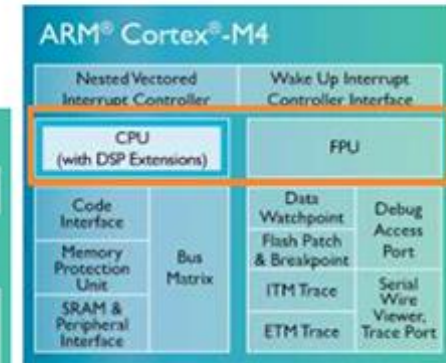 ARM® Cortex®-M4
Nested Vectored
Interrupt Controller
Wake Up Interrupt
Controller Interface
CPU
(with DSP Extensions)
FPU
Code
Interface
Memory
Protection
Unit
SRAM &
Peripheral
Interface
Bus
Matrix
Data
Watchpoint
Flash Patch
& Breakpoint
ITM Trace
ETM Trace
Debug
Access
Port
Serial
Wire
Viewer,
Trace Port